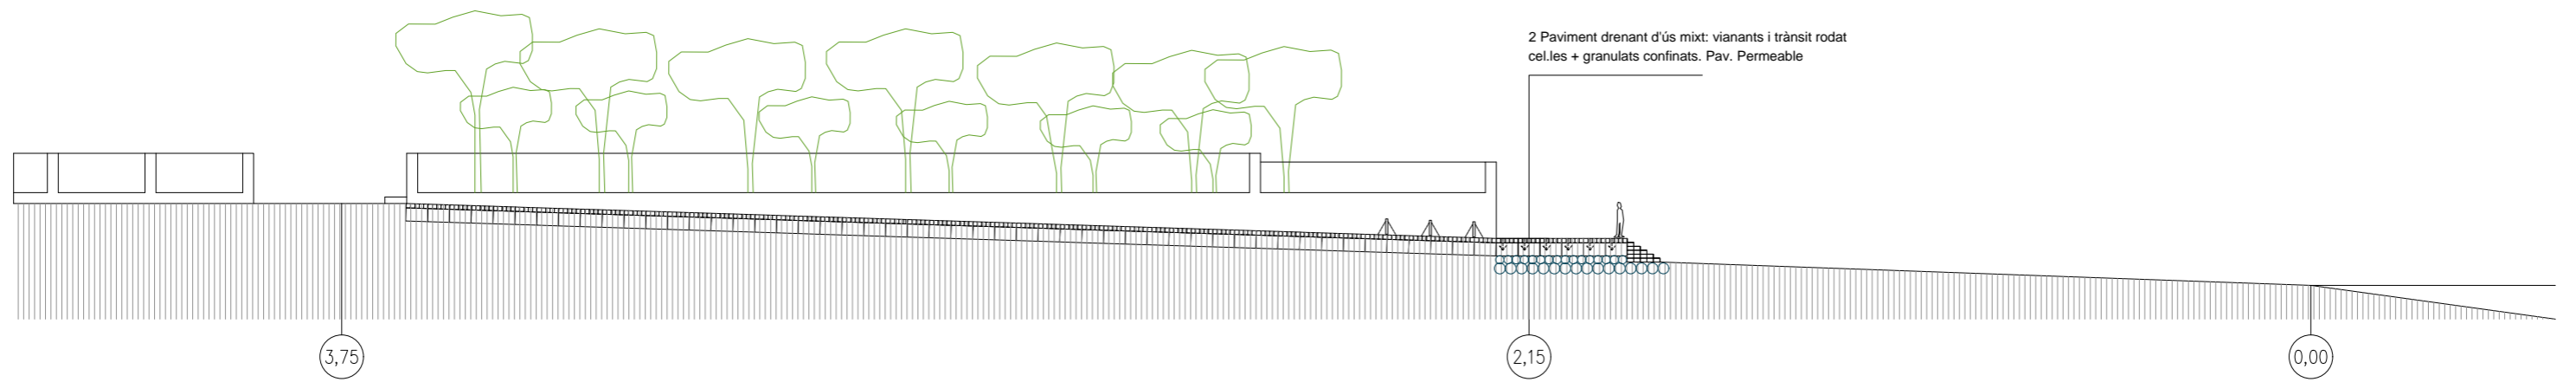 2 Paviment drenant d'ús mixt: vianants i trànsit rodat
cel.les + granulats confinats. Pav. Permeable
3,75
2,15
0,00